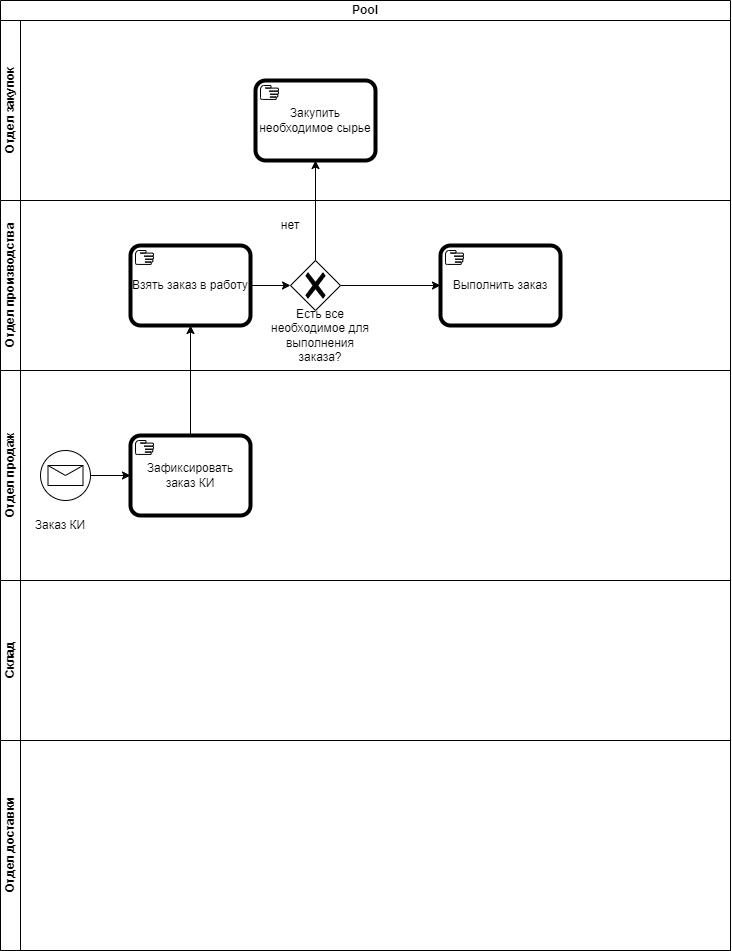 Pool
Отдел закупок
Закупить
необходимое сырье
Отдел производства
нет
Взять заказ в работу
Выполнить заказ
Есть все
необходимое для
выполнения
заказа?
Отдел продаж
Зафиксировать
заказ КИ
Заказ КИ
Склад
Отдел доставки